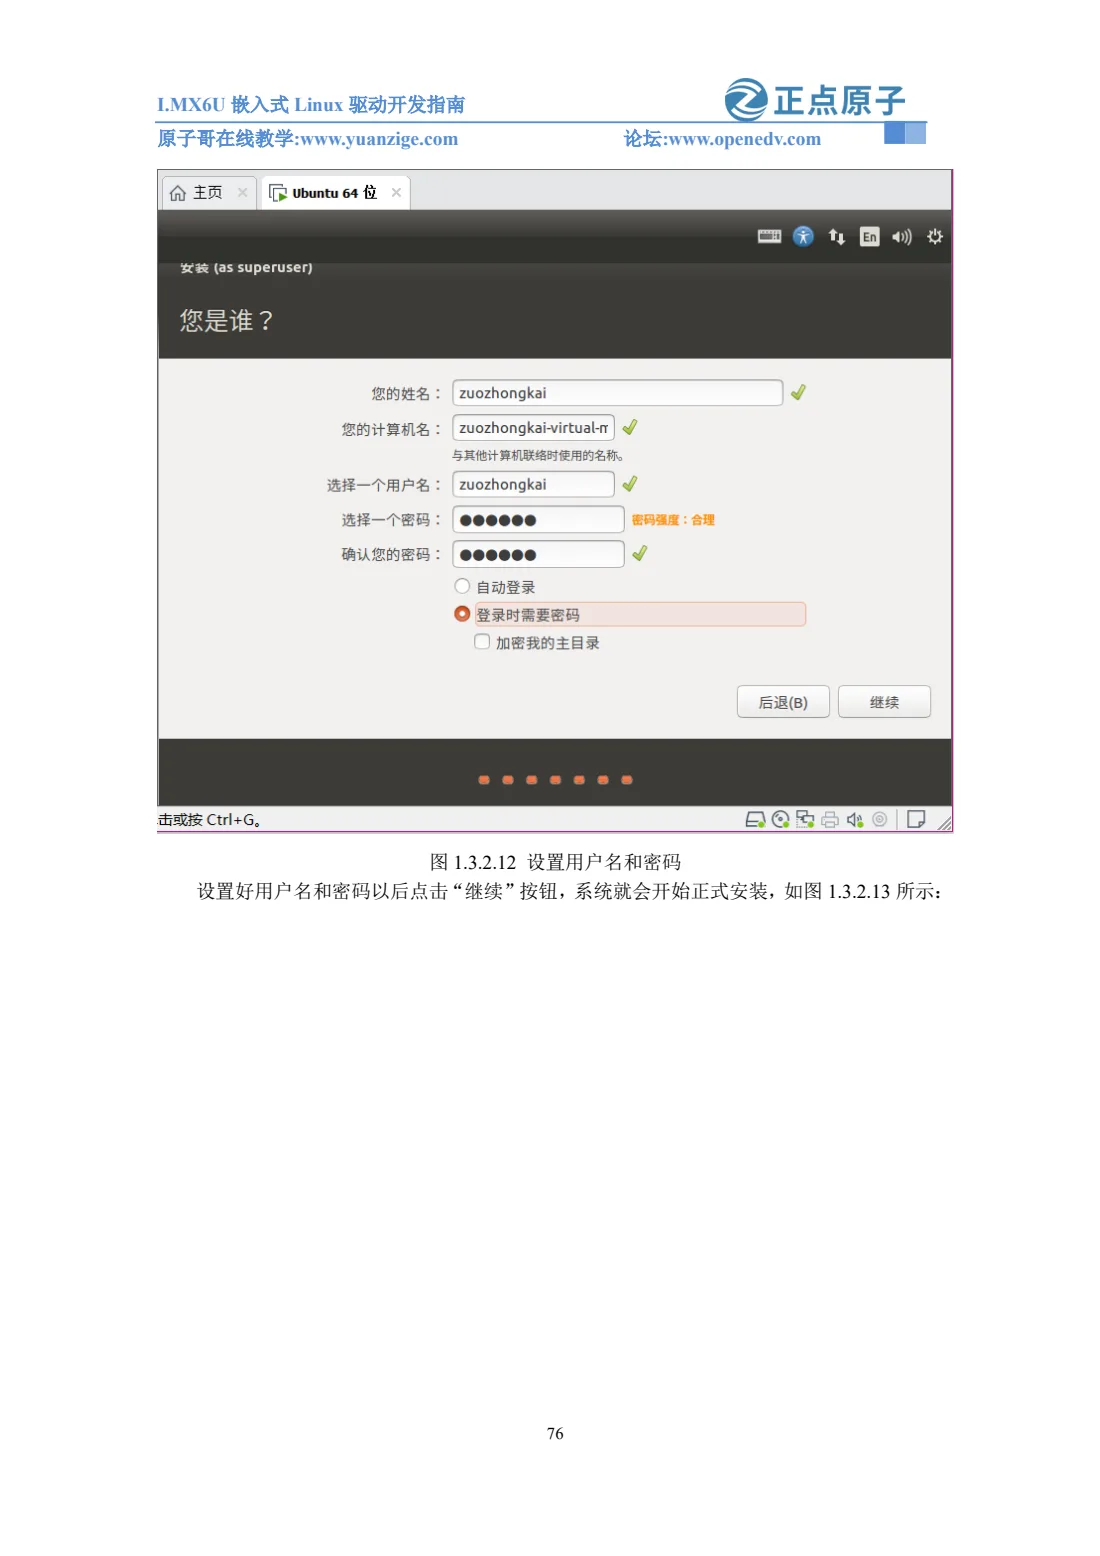 I.MX6U 嵌入式 Linux 驱动开发指南
正点原子
原子哥在线教学:www.yuanzige.com 论坛:www.openedv.com
主页 Ubuntu 64 位
En
安装 (as superuser)
您是谁？
您的姓名： zuozhongkai
您的计算机名： zuozhongkai-virtual-m
与其他计算机联络时使用的名称。
选择一个用户名： zuozhongkai
选择一个密码： ●●●●●● 密码强度：合理
确认您的密码： ●●●●●●
自动登录
登录时需要密码
加密我的主目录
后退(B) 继续
击或按 Ctrl+G。
图 1.3.2.12 设置用户名和密码
设置好用户名和密码以后点击“继续”按钮，系统就会开始正式安装，如图 1.3.2.13 所示：
76